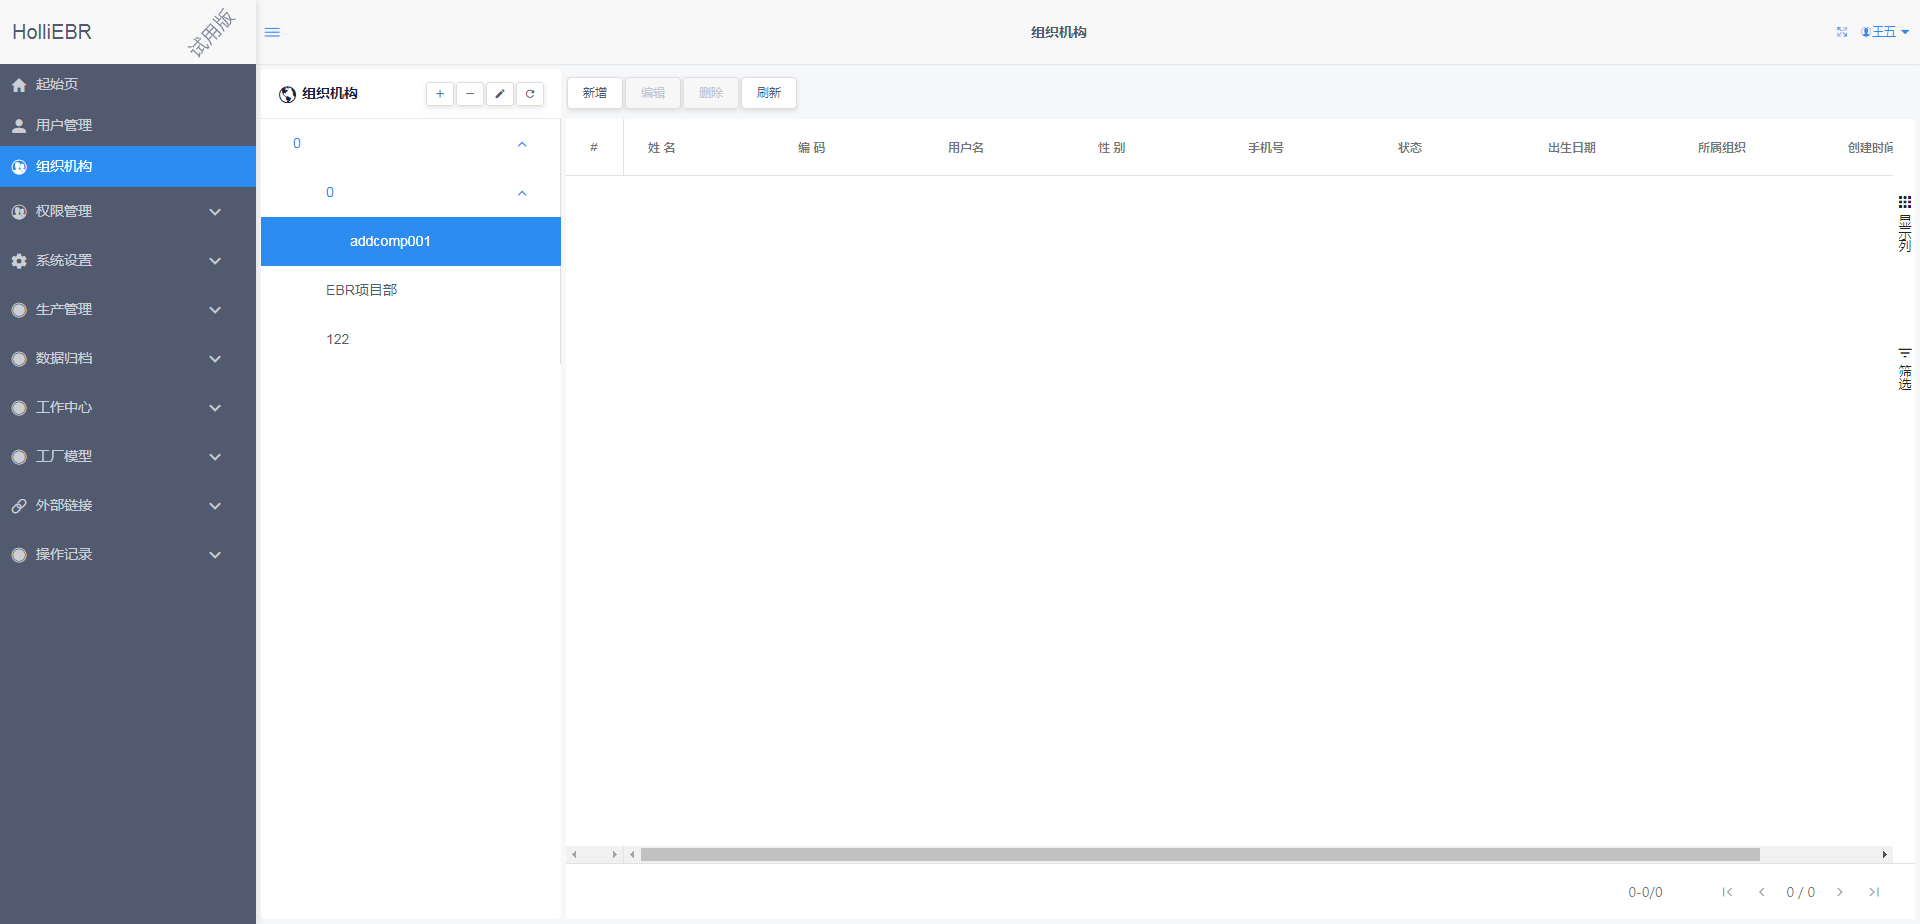 HolliEBR
试用版
组织机构
王五
起始页
用户管理
组织机构
权限管理
系统设置
生产管理
数据归档
工作中心
工厂模型
外部链接
操作记录
组织机构
0
0
addcomp001
EBR项目部
122
新增 编辑 删除 刷新
# 姓 名 编 码 用户名 性 别 手机号 状态 出生日期 所属组织 创建时间
显示列
筛选
0-0/0 0 / 0